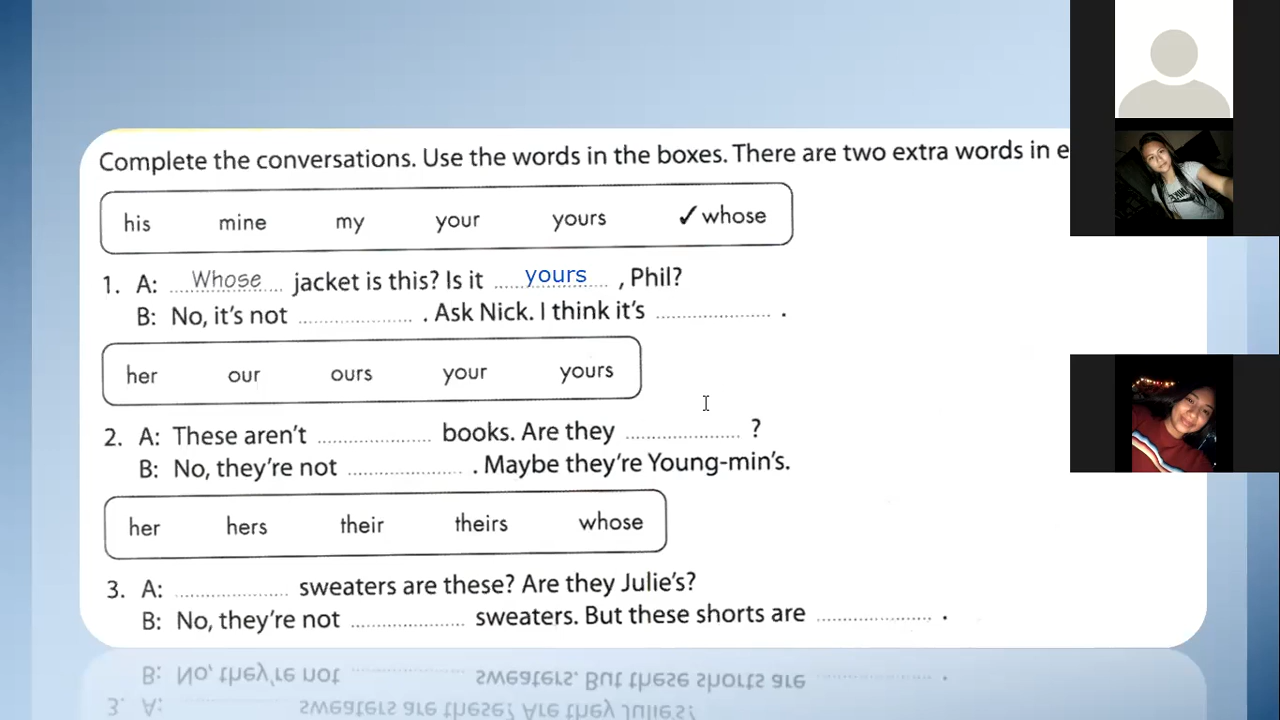 Complete the conversations. Use the words in the boxes. There are two extra words in e
his mine my your yours ✓ whose
1. A: Whose jacket is this? Is it yours , Phil?
B: No, it's not .................... . Ask Nick. I think it's .................... .
her our ours your yours
2. A: These aren't .................... books. Are they .................... ?
B: No, they're not .................... . Maybe they're Young-min's.
her hers their theirs whose
3. A: .................... sweaters are these? Are they Julie's?
B: No, they're not .................... sweaters. But these shorts are .................... .